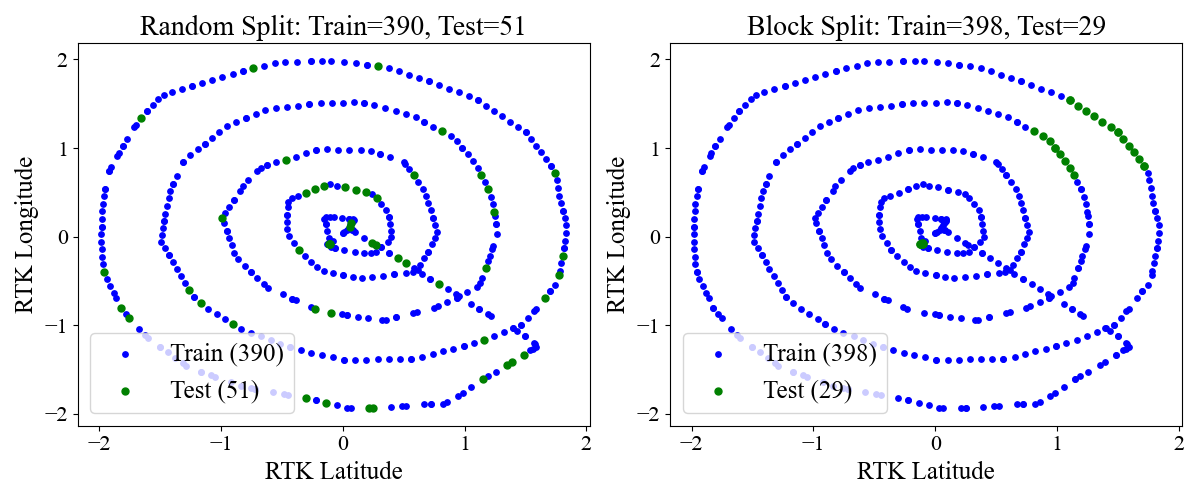 Random Split: Train=390, Test=51
RTK Longitude
2
1
0
−1
−2
Train (390)
Test (51)
−2 −1 0 1 2
RTK Latitude
Block Split: Train=398, Test=29
RTK Longitude
2
1
0
−1
−2
Train (398)
Test (29)
−2 −1 0 1 2
RTK Latitude